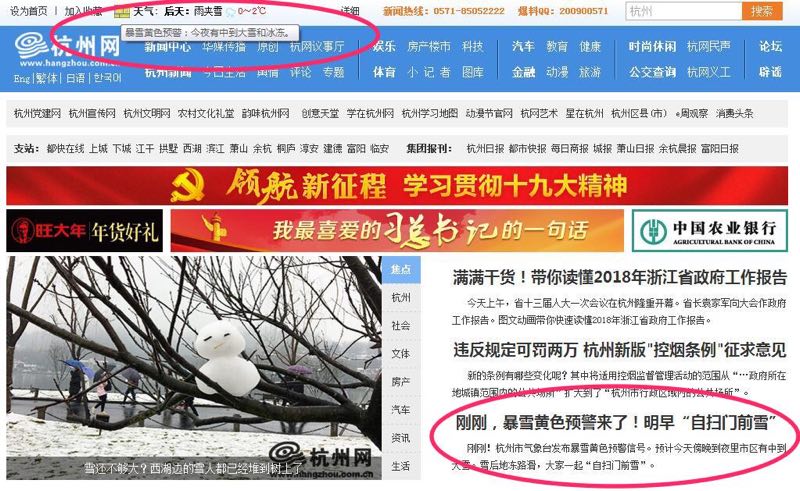 设为首页 | 加入收藏 天气: 后天: 雨夹雪 0~2℃ 详细 新闻热线：0571-85052222 爆料QQ：200900571 杭州 搜索
暴雪黄色预警：今夜有中到大雪和冰冻。
杭州网
www.hangzhou.com.cn
Eng|繁体|日语|한국어
新闻中心 华媒传播 原创 杭网议事厅
杭州新闻 今日生活 舆情 评论 专题
娱乐 房产楼市 科技
体育 小记者 图库
汽车 教育 健康
金融 动漫 旅游
时尚休闲 杭网民声
公交查询 杭网义工
论坛
辟谣
杭州党建网 杭州宣传网 杭州文明网 农村文化礼堂 韵味杭州网 创意天堂 学在杭州网 杭州学习地图 动漫节官网 杭网艺术 星在杭州 杭州区县(市) e周观察 消费头条
支站: 都快在线 上城 下城 江干 拱墅 西湖 滨江 萧山 余杭 桐庐 淳安 建德 富阳 临安 集团报刊: 杭州日报 都市快报 每日商报 城报 萧山日报 余杭晨报 富阳日报
领航新征程 学习贯彻十九大精神
旺大年 年货好礼
我最喜爱的习总书记的一句话
中国农业银行
AGRICULTURAL BANK OF CHINA
焦点
杭州
社会
文体
房产
汽车
资讯
生活
雪还不够大？西湖边的雪人都已经堆到树上了
杭州网
www.hangzhou.com.cn
满满干货！带你读懂2018年浙江省政府工作报告
今天上午，省十三届人大一次会议在杭州隆重开幕。省长袁家军向大会作政府
工作报告。图文动画带你快速读懂2018年浙江省政府工作报告。
违反规定可罚两万 杭州新版"控烟条例"征求意见
新的条例有哪些变化呢？其中将适用控烟监督管理活动的范围从“…政府所在
地城镇范围内的公共场所”扩大到了“杭州市行政区域内的公共场所”。
刚刚，暴雪黄色预警来了！明早“自扫门前雪”
刚刚！杭州市气象台发布暴雪黄色预警信号。预计今天傍晚到夜里市区有中到
大雪。雪后地冻路滑，大家一起“自扫门前雪”。